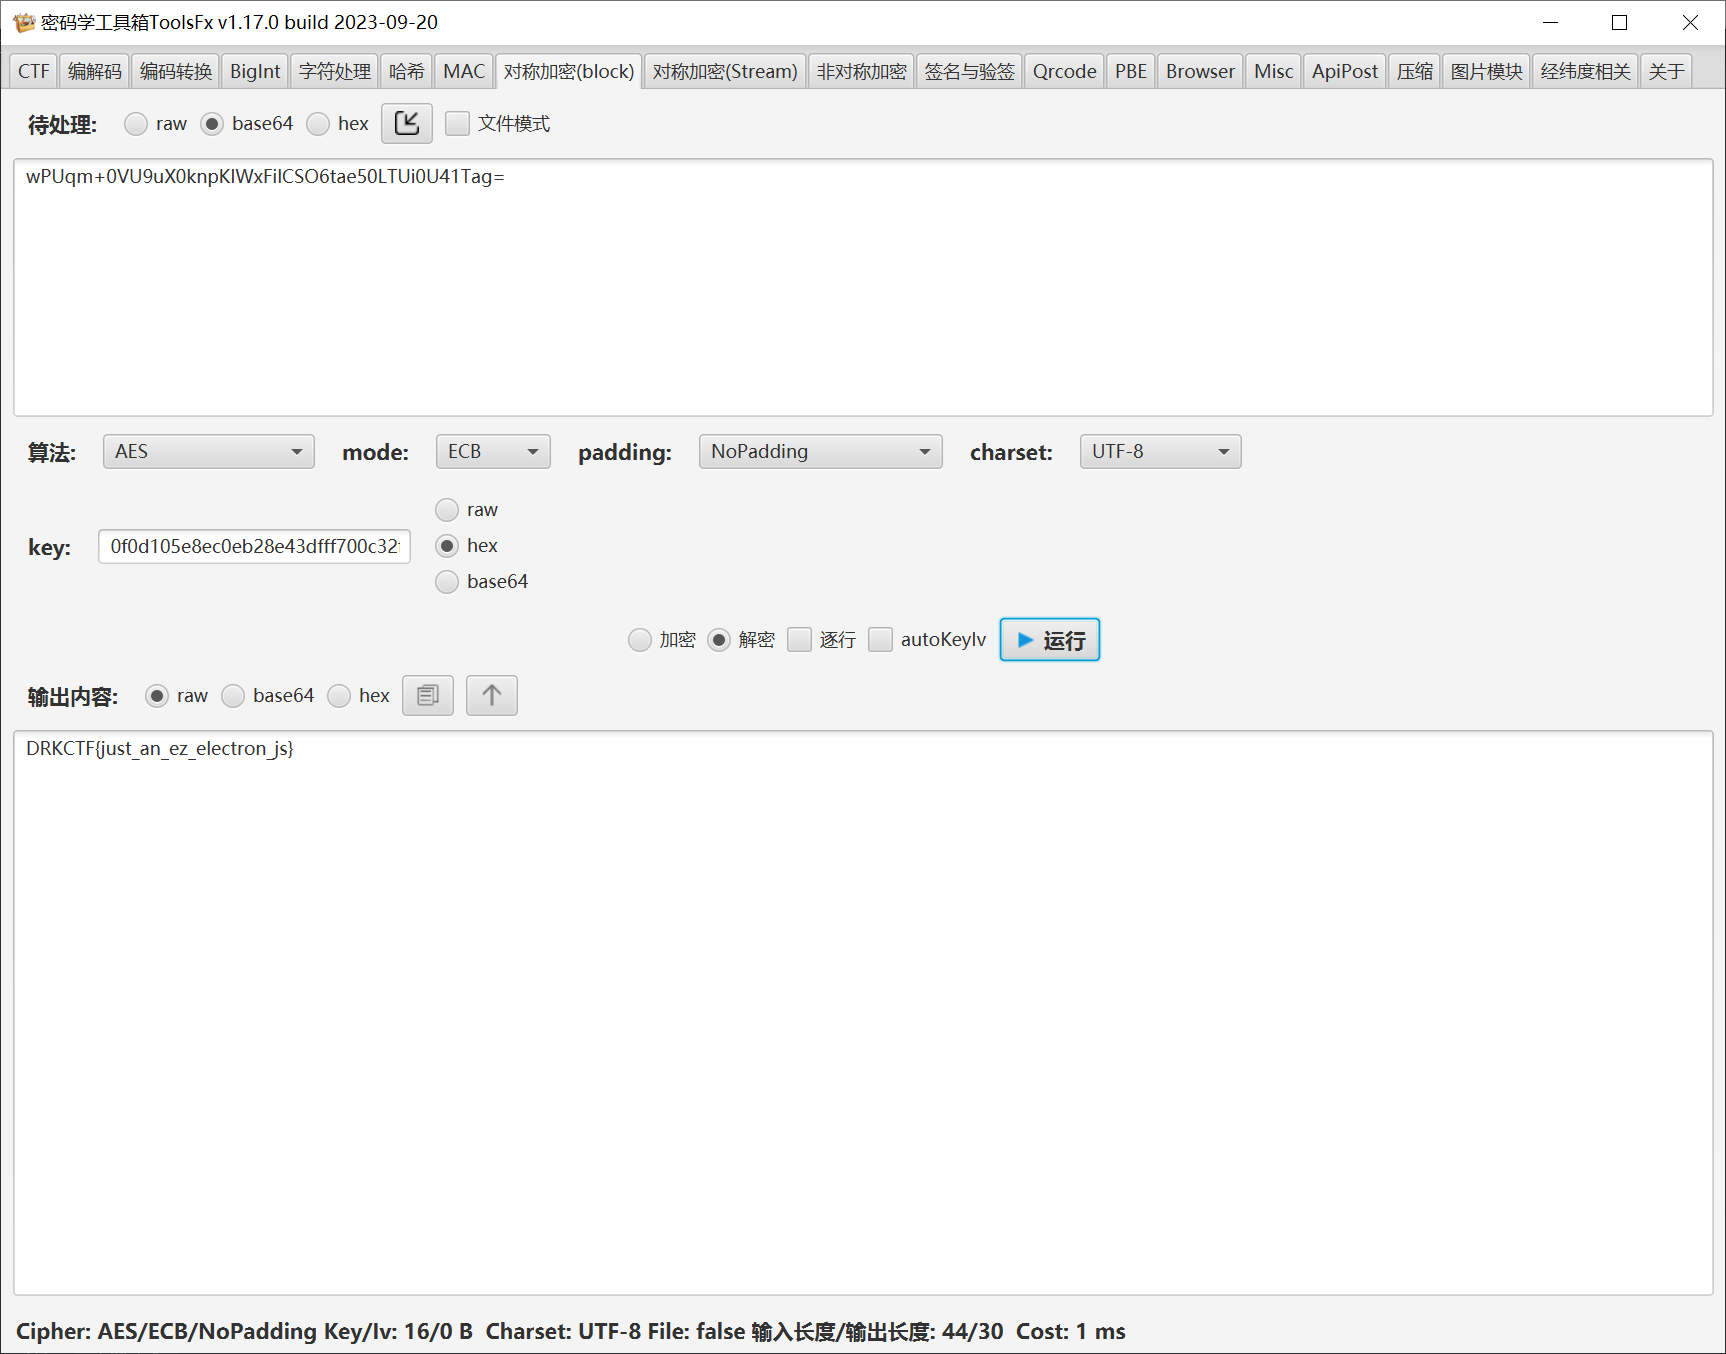 密码学工具箱ToolsFx v1.17.0 build 2023-09-20
CTF 编解码 编码转换 BigInt 字符处理 哈希 MAC 对称加密(block) 对称加密(Stream) 非对称加密 签名与验签 Qrcode PBE Browser Misc ApiPost 压缩 图片模块 经纬度相关 关于
待处理: raw base64 hex 文件模式
wPUqm+0VU9uX0knpKIWxFiICSO6tae50LTUi0U41Tag=
算法: AES mode: ECB padding: NoPadding charset: UTF-8
raw
key: 0f0d105e8ec0eb28e43dfff700c32 hex
base64
加密 解密 逐行 autoKeyIv 运行
输出内容: raw base64 hex
DRKCTF{just_an_ez_electron_js}
Cipher: AES/ECB/NoPadding Key/Iv: 16/0 B Charset: UTF-8 File: false 输入长度/输出长度: 44/30 Cost: 1 ms